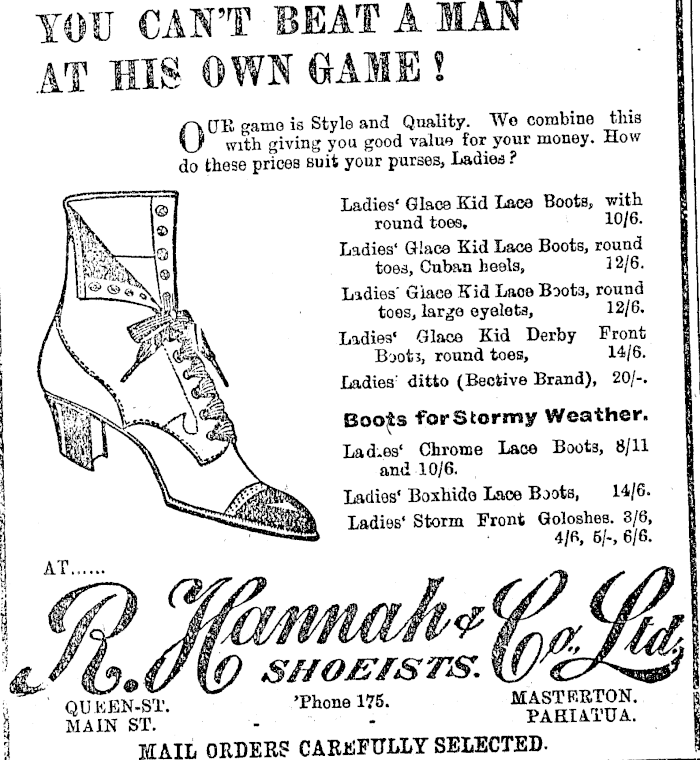 YOU CAN'T BEAT A MAN
AT HIS OWN GAME!
OUR game is Style and Quality. We combine this
with giving you good value for your money. How
do these prices suit your purses, Ladies?
Ladies' Glace Kid Lace Boots, with
round toes, 10/6.
Ladies' Glace Kid Lace Boots, round
toes, Cuban heels, 12/6.
Ladies' Glace Kid Lace Boots, round
toes, large eyelets, 12/6.
Ladies' Glace Kid Derby Front
Boots, round toes, 14/6.
Ladies' ditto (Bective Brand), 20/-.
Boots for Stormy Weather.
Ladies' Chrome Lace Boots, 8/11
and 10/6.
Ladies' Boxhide Lace Boots, 14/6.
Ladies' Storm Front Goloshes. 3/6,
4/6, 5/-, 6/6.
AT......
R. Hannah & Co., Ltd.,
SHOEISTS.
QUEEN-ST. 'Phone 175. MASTERTON.
MAIN ST. - - PAHIATUA.
MAIL ORDERS CAREFULLY SELECTED.